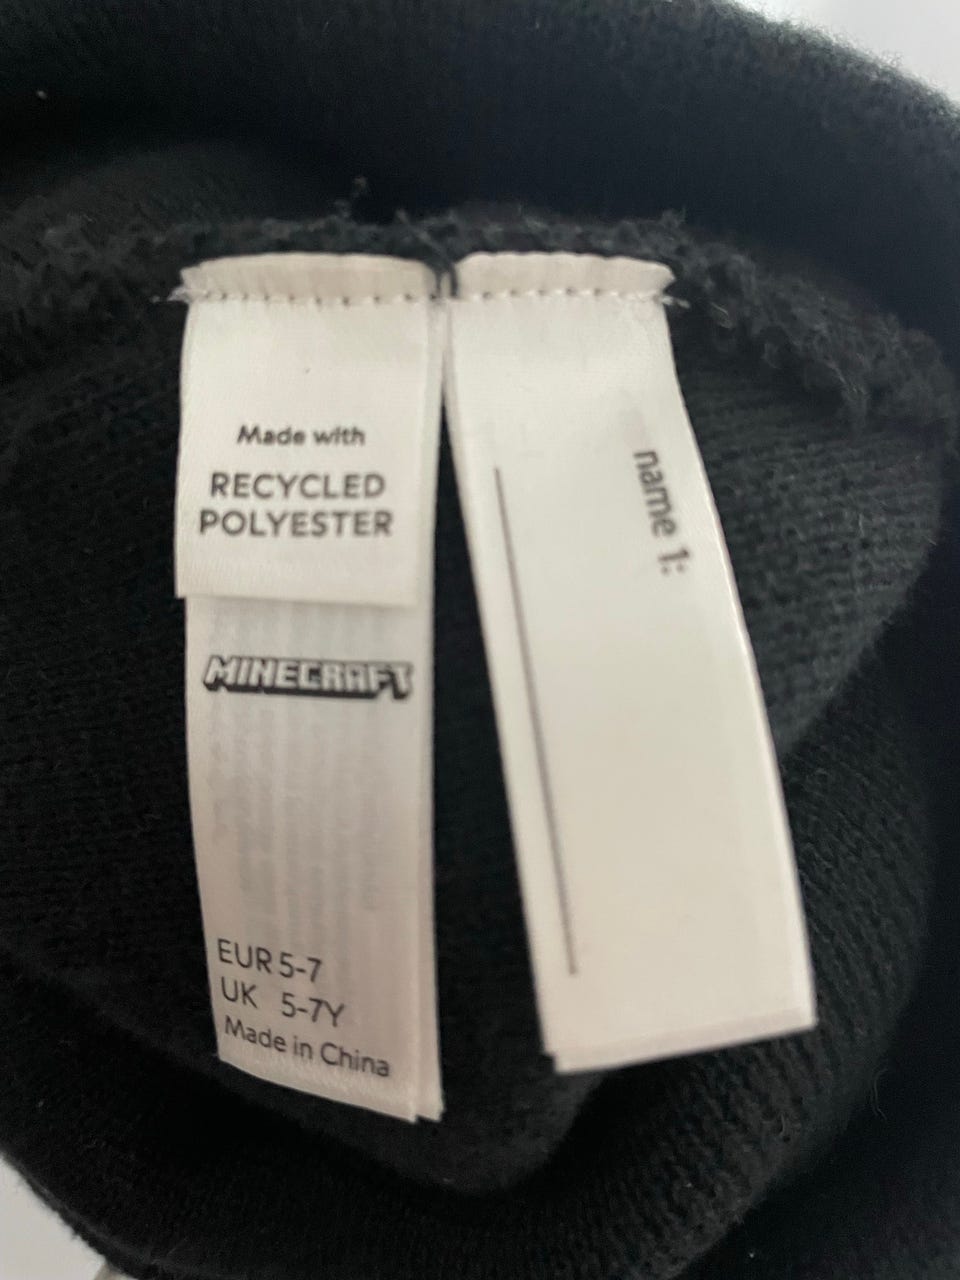 Made with
RECYCLED
POLYESTER
MINECRAFT
EUR 5-7
UK 5-7Y
Made in China
name 1: